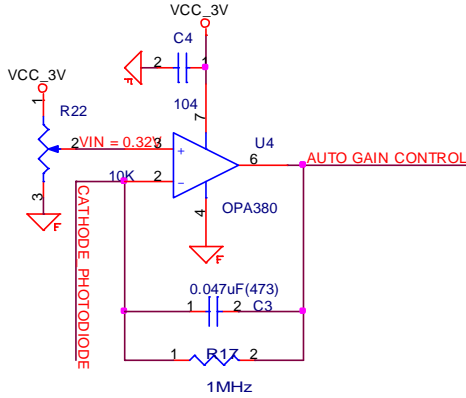 VCC_3V
C4
2
1
VCC_3V
104
1
R22
7
U4
2
VIN = 0.32V
3
+
6
AUTO GAIN CONTROL
10K
2
-
3
4
OPA380
CATHODE PHOTODIODE
0.047uF(473)
1
2
C3
1
R17
2
1MHz